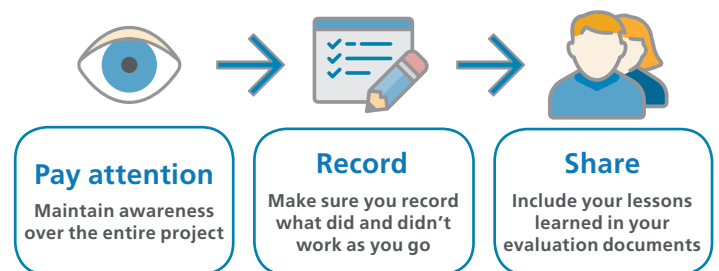 Pay attention
Maintain awareness
over the entire project
Record
Make sure you record
what did and didn't
work as you go
Share
Include your lessons
learned in your
evaluation documents